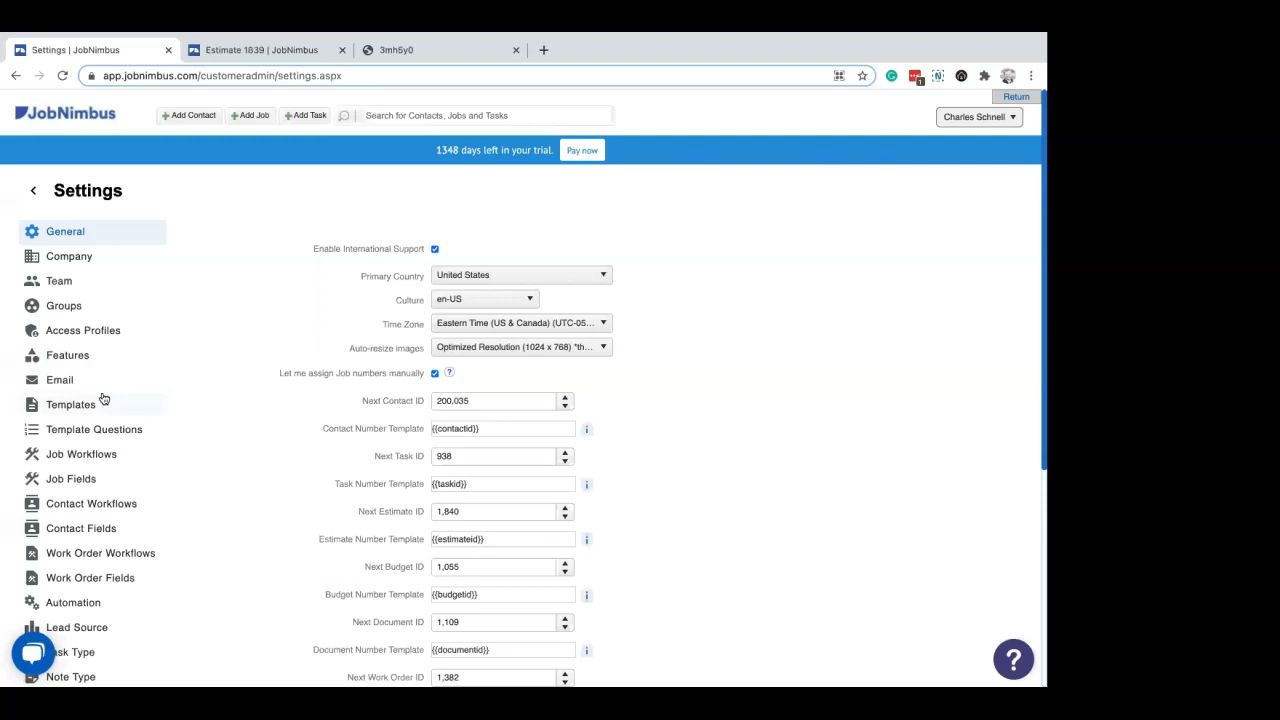 Settings | JobNimbus
Estimate 1839 | JobNimbus
3mh5y0
app.jobnimbus.com/customeradmin/settings.aspx
1
Return
JobNimbus
Add Contact
Add Job
Add Task
Search for Contacts, Jobs and Tasks
Charles Schnell
1348 days left in your trial.
Pay now
Settings
General
Company
Team
Groups
Access Profiles
Features
Email
Templates
Template Questions
Job Workflows
Job Fields
Contact Workflows
Contact Fields
Work Order Workflows
Work Order Fields
Automation
Lead Source
sk Type
Note Type
Enable International Support
Primary Country United States
Culture en-US
Time Zone Eastern Time (US & Canada) (UTC-05...
Auto-resize images Optimized Resolution (1024 x 768) "th...
Let me assign Job numbers manually ?
Next Contact ID 200,035
Contact Number Template {{contactid}} i
Next Task ID 938
Task Number Template {{taskid}} i
Next Estimate ID 1,840
Estimate Number Template {{estimateid}} i
Next Budget ID 1,055
Budget Number Template {{budgetid}} i
Next Document ID 1,109
Document Number Template {{documentid}} i
Next Work Order ID 1,382
?